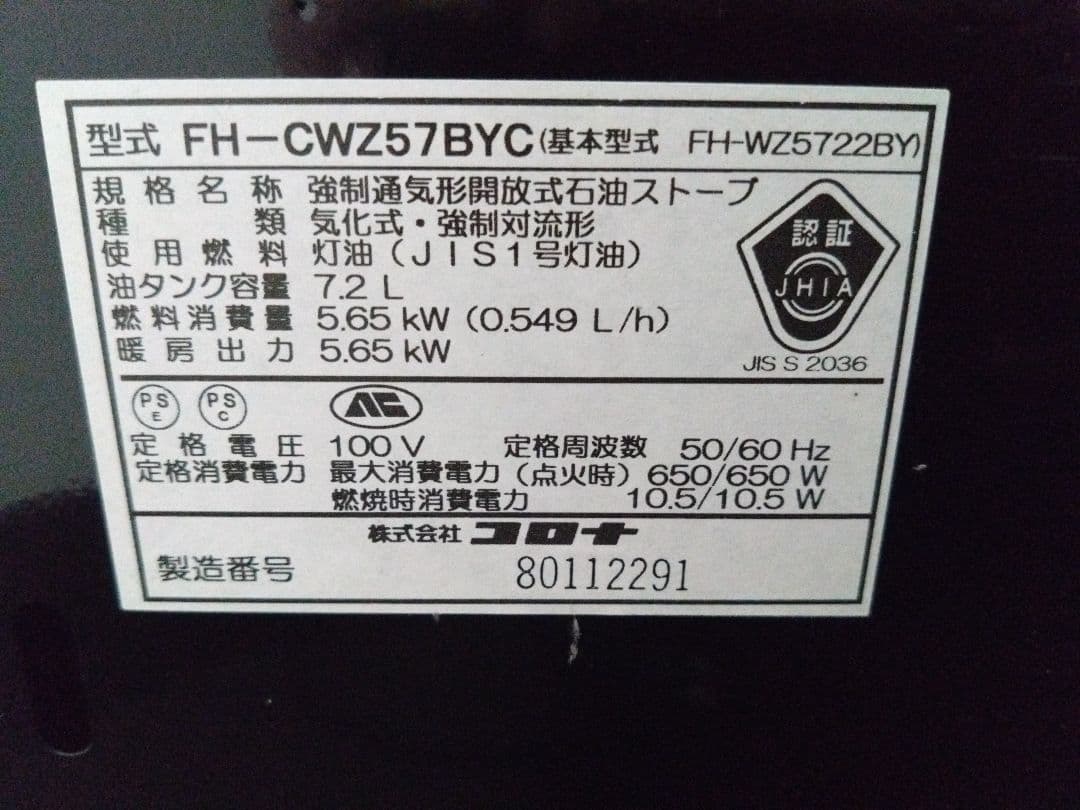 型式 FH-CWZ57BYC(基本型式 FH-WZ5722BY)
規格名称 強制通気形開放式石油ストーブ
種類 気化式・強制対流形
使用燃料 灯油(JIS1号灯油)
油タンク容量 7.2 L
燃料消費量 5.65 kW (0.549 L/h)
暖房出力 5.65 kW
認証
JHIA
JIS S 2036
PS E
PS C
定格電圧 100 V 定格周波数 50/60 Hz
定格消費電力 最大消費電力(点火時) 650/650 W
燃焼時消費電力 10.5/10.5 W
株式会社 コロナ
製造番号 80112291